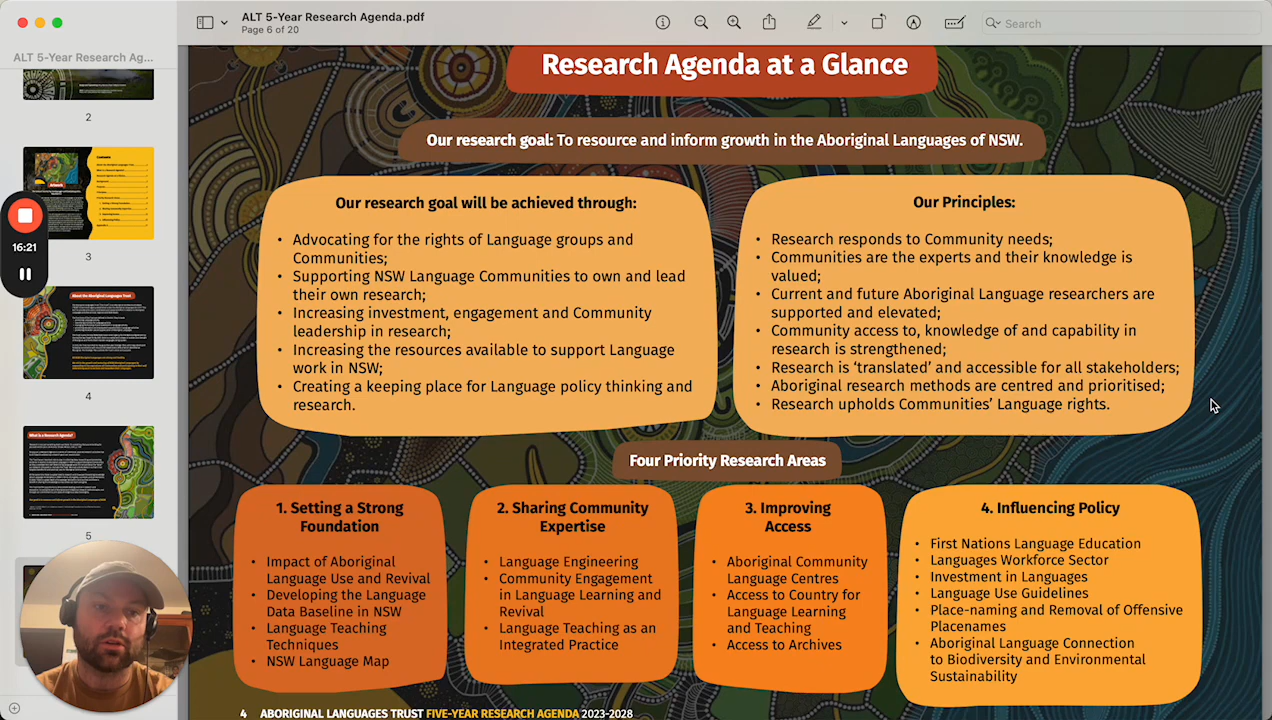 ALT 5-Year Research Agenda.pdf
Page 6 of 20
Search
ALT 5-Year Research Ag...
2
3
4
5
16:21
Contents
Artwork
About the Aboriginal Languages Trust
What is a Research Agenda?
Research Agenda at a Glance
Our research goal: To resource and inform growth in the Aboriginal Languages of NSW.
Our research goal will be achieved through:
• Advocating for the rights of Language groups and
Communities;
• Supporting NSW Language Communities to own and lead
their own research;
• Increasing investment, engagement and Community
leadership in research;
• Increasing the resources available to support Language
work in NSW;
• Creating a keeping place for Language policy thinking and
research.
Our Principles:
• Research responds to Community needs;
• Communities are the experts and their knowledge is
valued;
• Current and future Aboriginal Language researchers are
supported and elevated;
• Community access to, knowledge of and capability in
research is strengthened;
• Research is ‘translated’ and accessible for all stakeholders;
• Aboriginal research methods are centred and prioritised;
• Research upholds Communities’ Language rights.
Four Priority Research Areas
1. Setting a Strong
Foundation
• Impact of Aboriginal
Language Use and Revival
• Developing the Language
Data Baseline in NSW
• Language Teaching
Techniques
• NSW Language Map
2. Sharing Community
Expertise
• Language Engineering
• Community Engagement
in Language Learning and
Revival
• Language Teaching as an
Integrated Practice
3. Improving
Access
• Aboriginal Community
Language Centres
• Access to Country for
Language Learning
and Teaching
• Access to Archives
4. Influencing Policy
• First Nations Language Education
• Languages Workforce Sector
• Investment in Languages
• Language Use Guidelines
• Place-naming and Removal of Offensive
Placenames
• Aboriginal Language Connection
to Biodiversity and Environmental
Sustainability
4 ABORIGINAL LANGUAGES TRUST FIVE-YEAR RESEARCH AGENDA 2023-2028